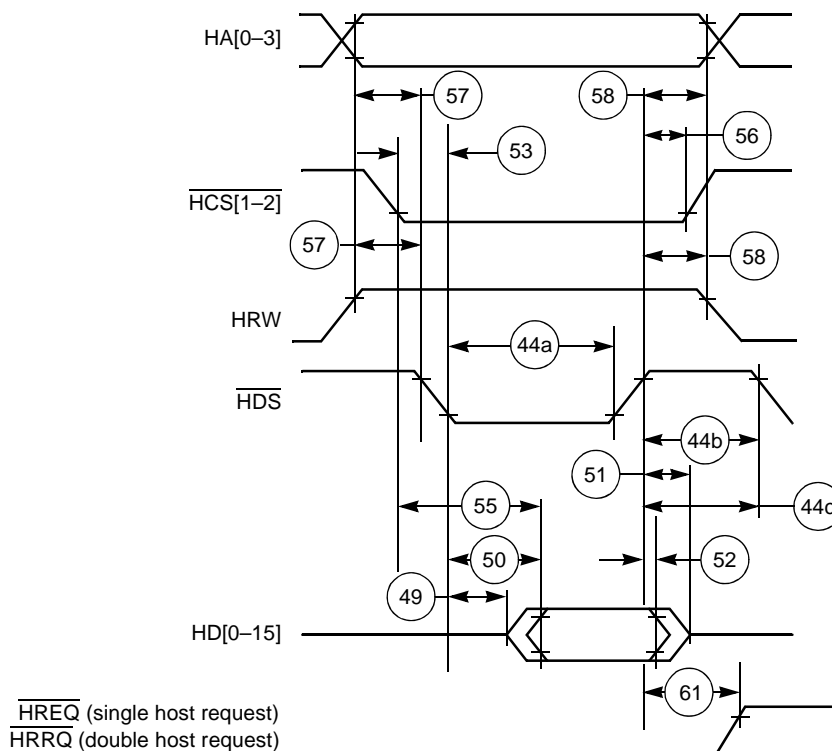 HA[0–3]
57
58
53
56
HCS[1–2]
57
58
HRW
44a
HDS
44b
51
55
44c
50
52
49
HD[0–15]
61
HREQ (single host request)
HRRQ (double host request)